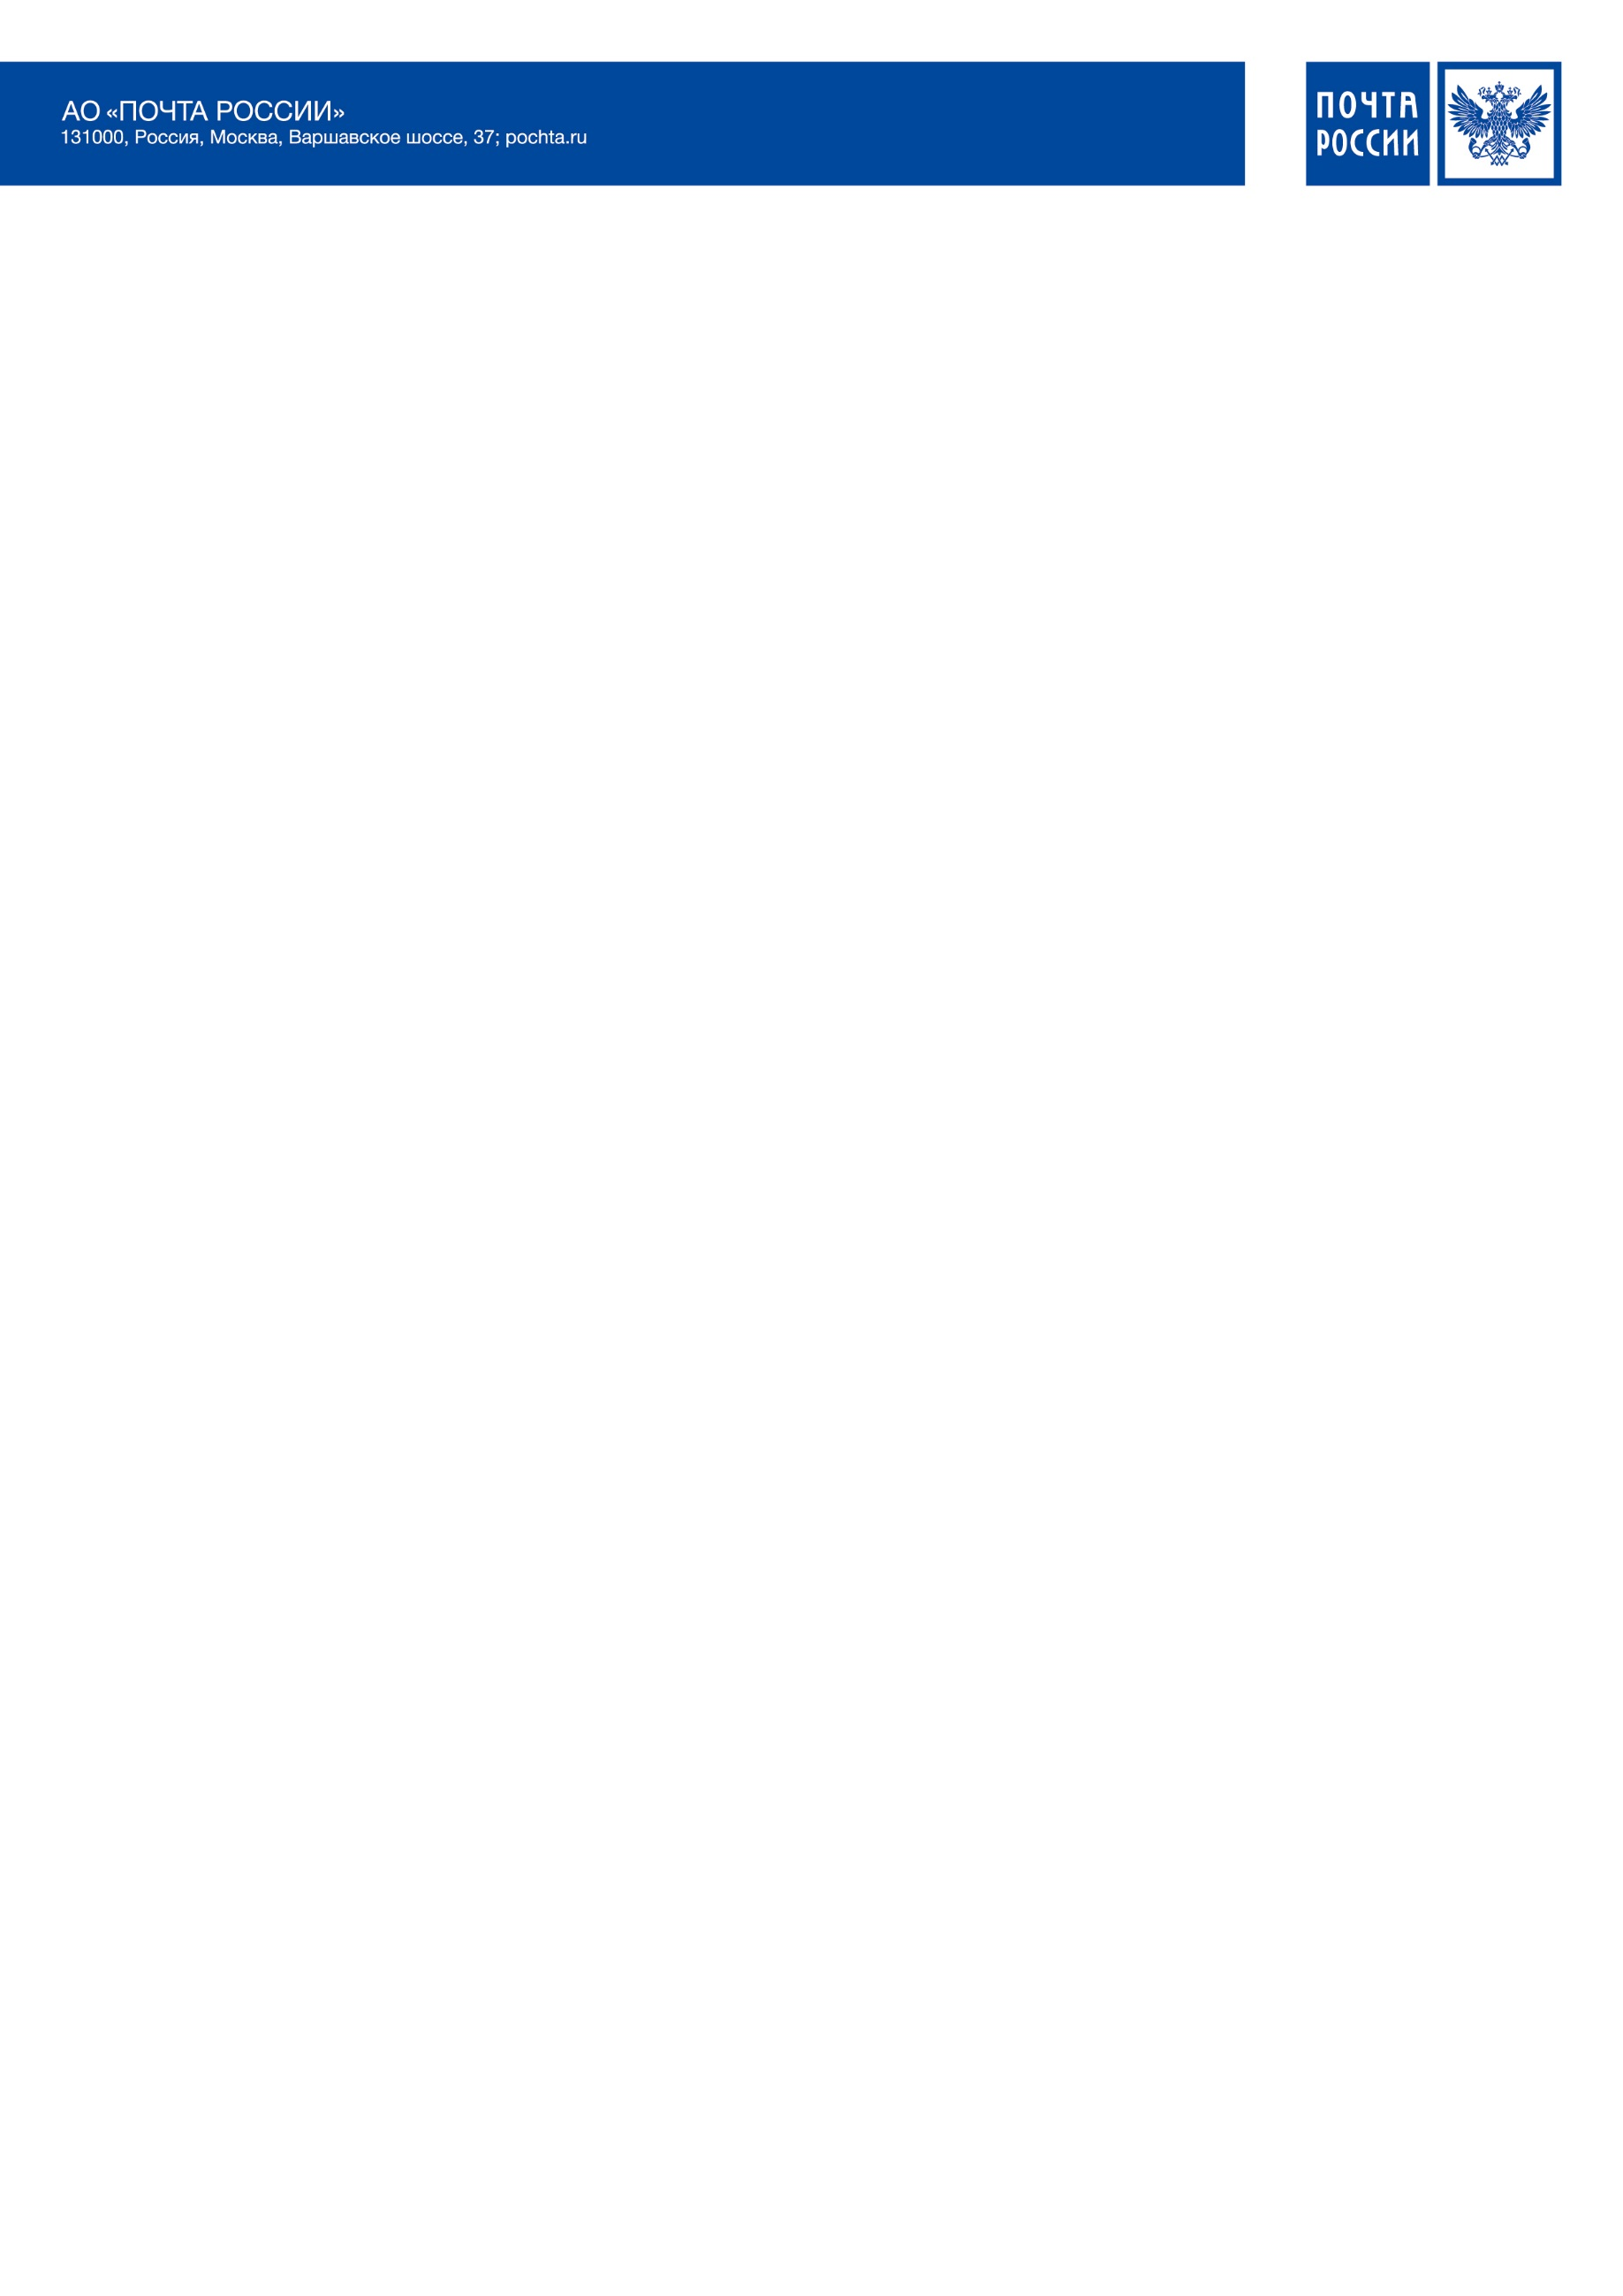 АО «ПОЧТА РОССИИ»
131000, Россия, Москва, Варшавское шоссе, 37; pochta.ru
ПОЧТА
РОССИИ